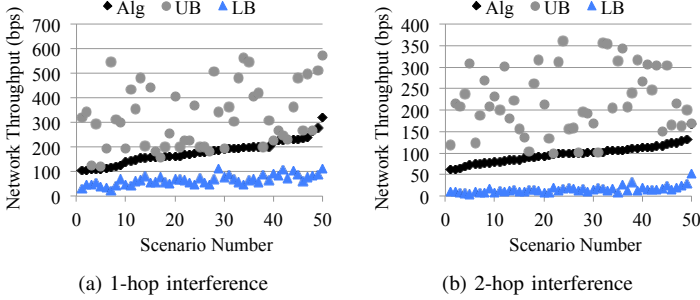 Alg UB LB
Network Throughput (bps)
700
600
500
400
300
200
100
0
0 10 20 30 40 50
Scenario Number
(a) 1-hop interference
Alg UB LB
Network Throughput (bps)
400
350
300
250
200
150
100
50
0
0 10 20 30 40 50
Scenario Number
(b) 2-hop interference